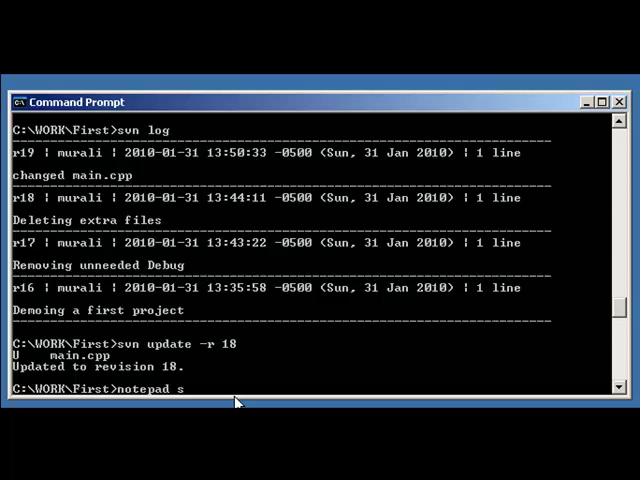 Command Prompt
C:\WORK\First>svn log
------------------------------------------------------------------------
r19 | murali | 2010-01-31 13:50:33 -0500 (Sun, 31 Jan 2010) | 1 line
changed main.cpp
------------------------------------------------------------------------
r18 | murali | 2010-01-31 13:44:11 -0500 (Sun, 31 Jan 2010) | 1 line
Deleting extra files
------------------------------------------------------------------------
r17 | murali | 2010-01-31 13:43:22 -0500 (Sun, 31 Jan 2010) | 1 line
Removing unneeded Debug
------------------------------------------------------------------------
r16 | murali | 2010-01-31 13:35:58 -0500 (Sun, 31 Jan 2010) | 1 line
Demoing a first project
------------------------------------------------------------------------
C:\WORK\First>svn update -r 18
U    main.cpp
Updated to revision 18.
C:\WORK\First>notepad s